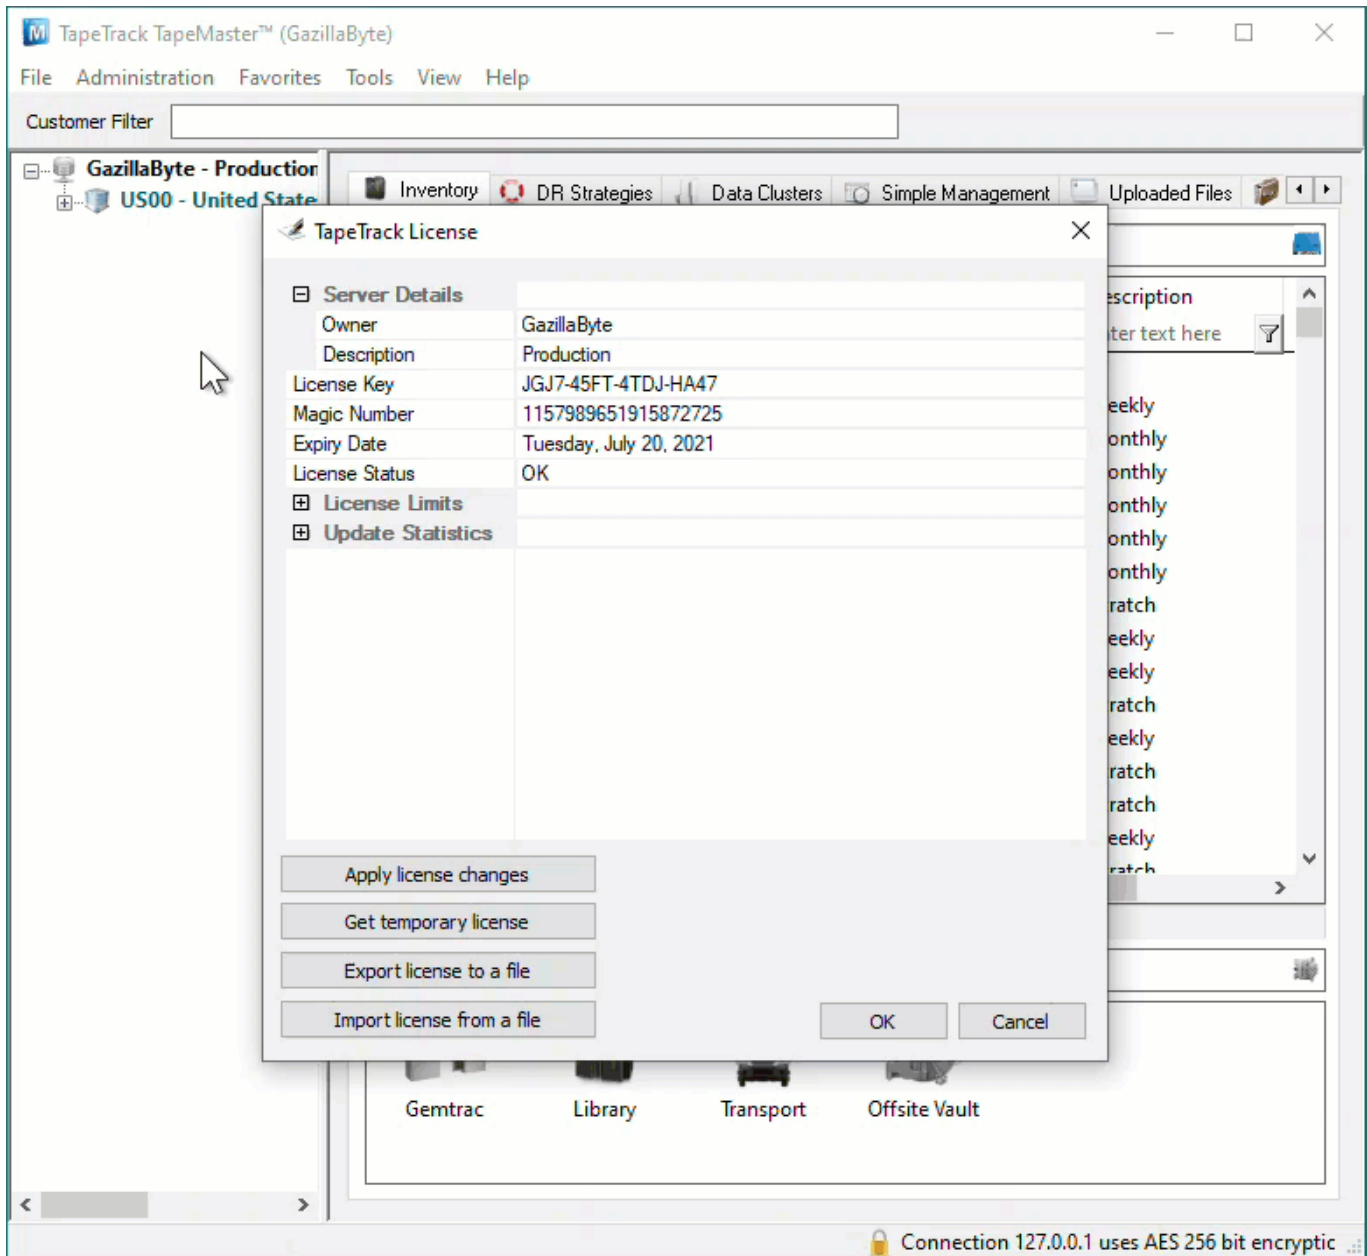 TapeTrack TapeMaster™ (GazillaByte)
File Administration Favorites Tools View Help
Customer Filter
GazillaByte - Production
US00 - United State
Inventory DR Strategies Data Clusters Simple Management Uploaded Files
TapeTrack License
Server Details
Owner GazillaByte
Description Production
License Key JGJ7-45FT-4TDJ-HA47
Magic Number 1157989651915872725
Expiry Date Tuesday, July 20, 2021
License Status OK
License Limits
Update Statistics
Apply license changes
Get temporary license
Export license to a file
Import license from a file
OK Cancel
escription
ter text here
eekly
onthly
onthly
onthly
onthly
onthly
ratch
eekly
eekly
ratch
eekly
ratch
ratch
eekly
ratch
Gemtrac Library Transport Offsite Vault
Connection 127.0.0.1 uses AES 256 bit encryptic